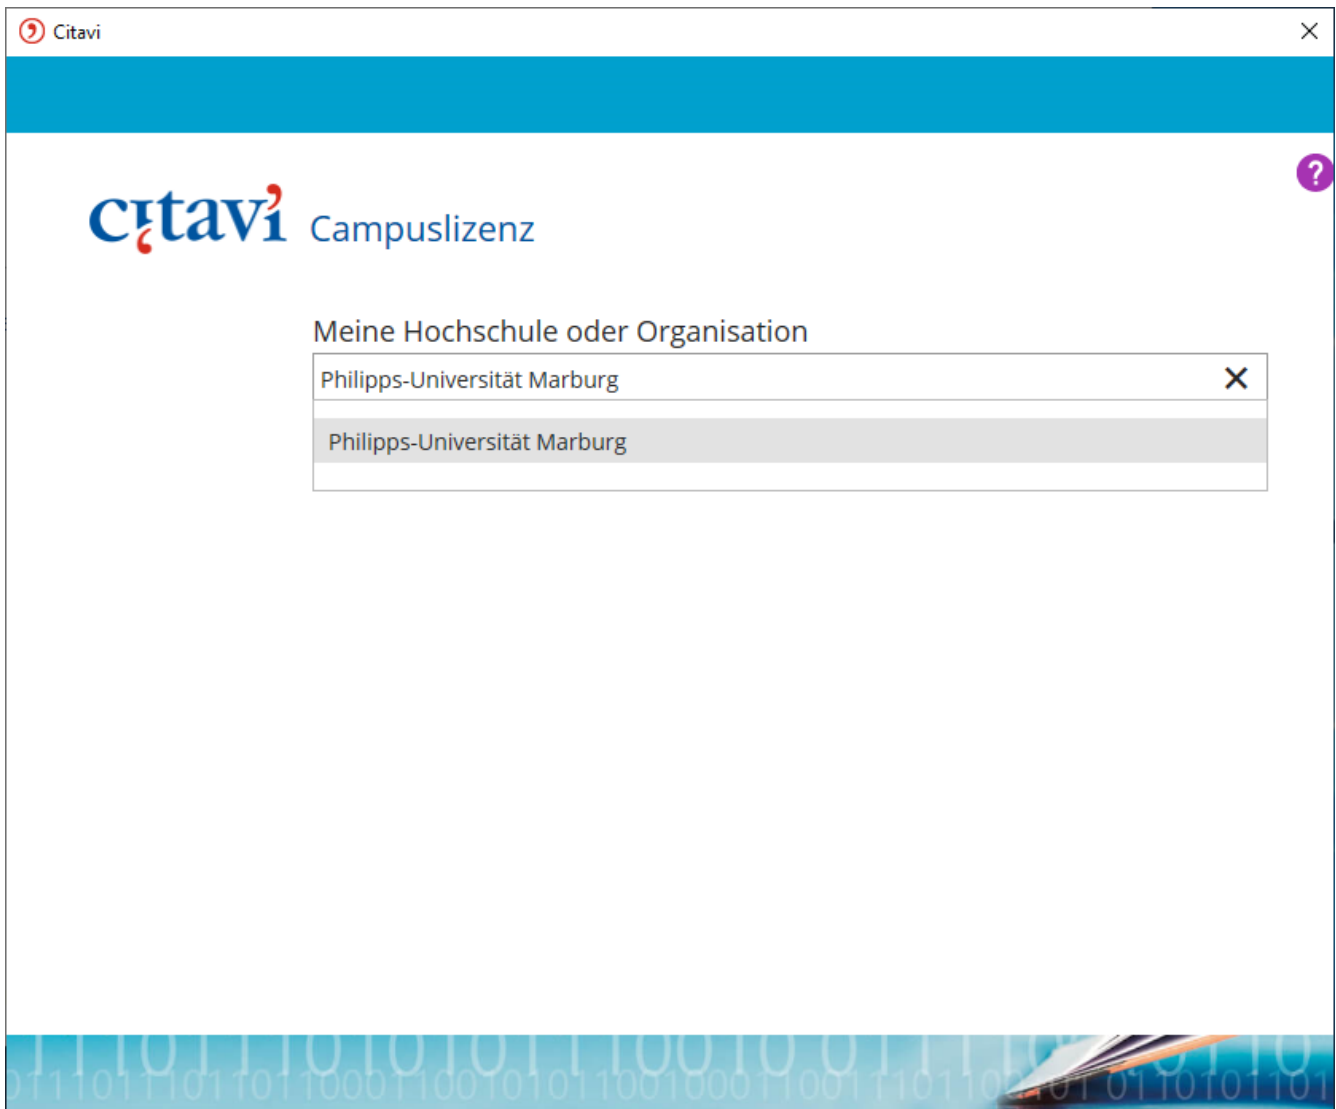 Citavi
citavi Campuslizenz
?
Meine Hochschule oder Organisation
Philipps-Universität Marburg
Philipps-Universität Marburg